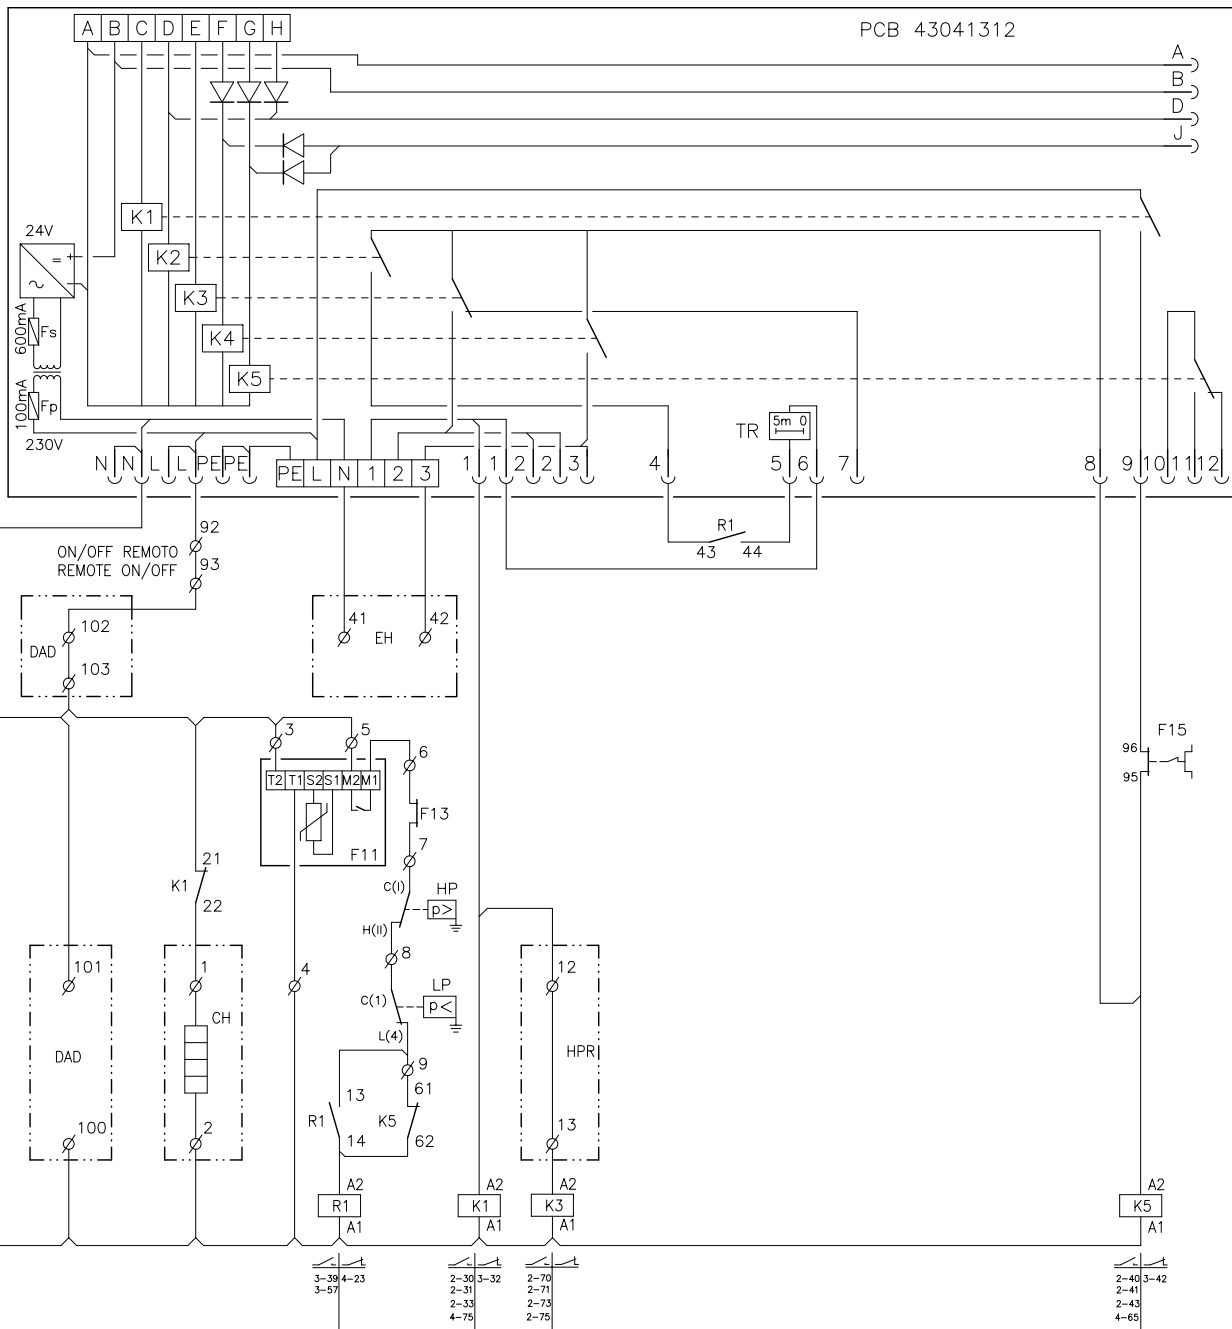 A B C D E F G H
PCB 43041312
A
B
D
J
K1
24V
K2
= +
K3
600mA
Fs
K4
K5
100mA
Fp
5m 0
TR
230V
N N L L PE PE
PE L N 1 2 3
1 1 2 2 3 4 5 6 7 8 9 10 11 12
92
R1
43 44
ON/OFF REMOTO
REMOTE ON/OFF
93
102
DAD
103
41
EH
42
3
5
6
T2 T1 S2 S1 M2 M1
F13
F11
7
F15
96
95
21
K1
22
C(I)
HP
p>
H(II)
8
101
1
4
C(1)
LP
p<
L(4)
12
CH
DAD
HPR
9
61
13
R1
K5
14
62
100
2
13
A2
R1
A1
A2
K1
A1
A2
K3
A1
A2
K5
A1
3-39 4-23
3-57
2-30 3-32
2-31
2-33
4-75
2-70
2-71
2-73
2-75
2-40 3-42
2-41
2-43
4-65